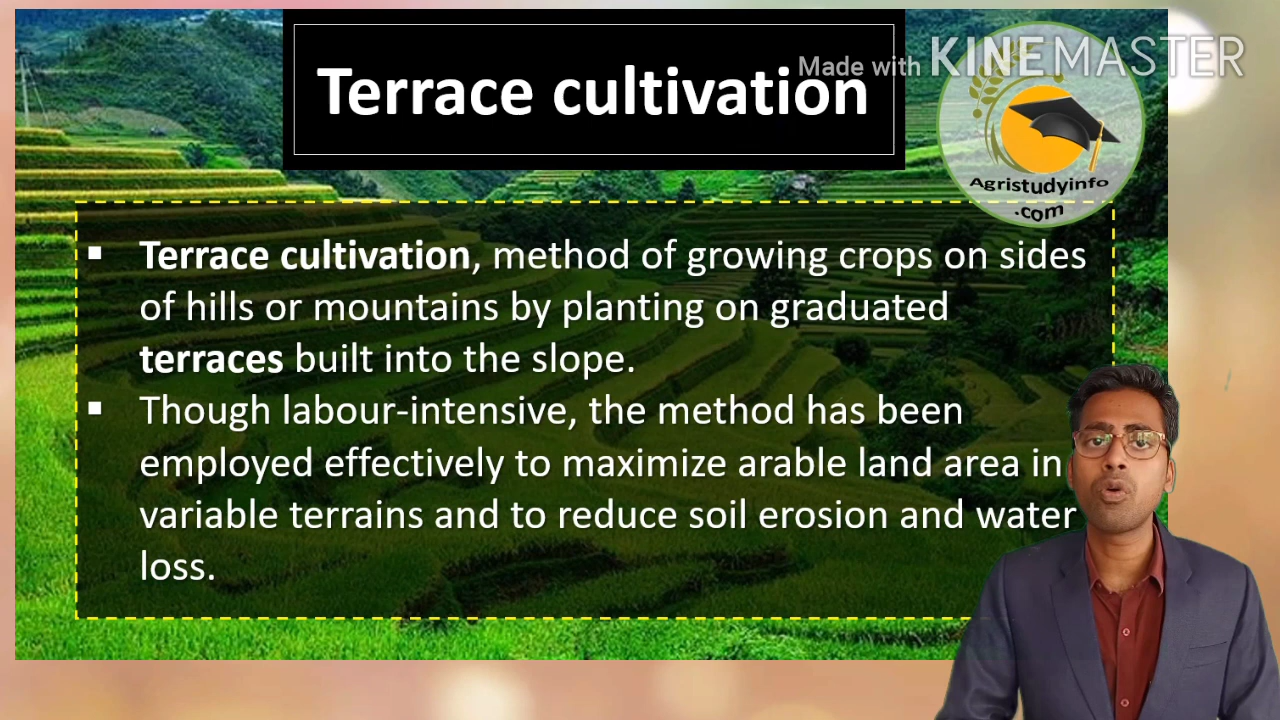 Made with KINEMASTER
Terrace cultivation
Agristudyinfo
.com
▪ Terrace cultivation, method of growing crops on sides
of hills or mountains by planting on graduated
terraces built into the slope.
▪ Though labour-intensive, the method has been
employed effectively to maximize arable land area in
variable terrains and to reduce soil erosion and water
loss.